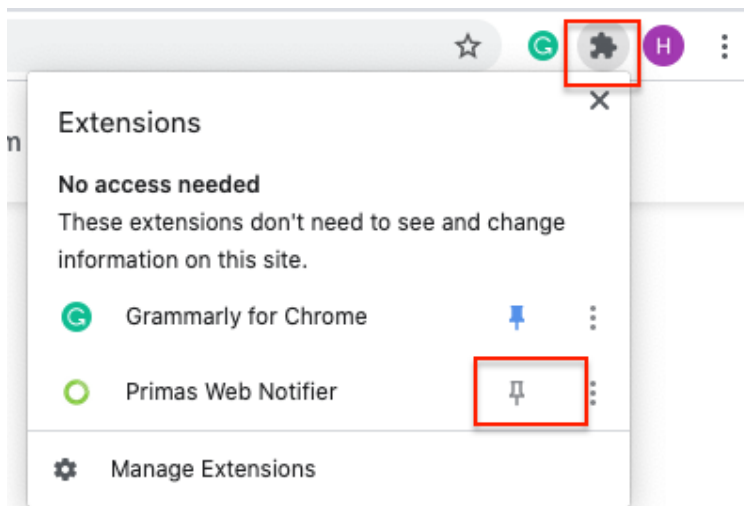 G
H
Extensions
m
No access needed
These extensions don't need to see and change
information on this site.
G Grammarly for Chrome
Primas Web Notifier
Manage Extensions